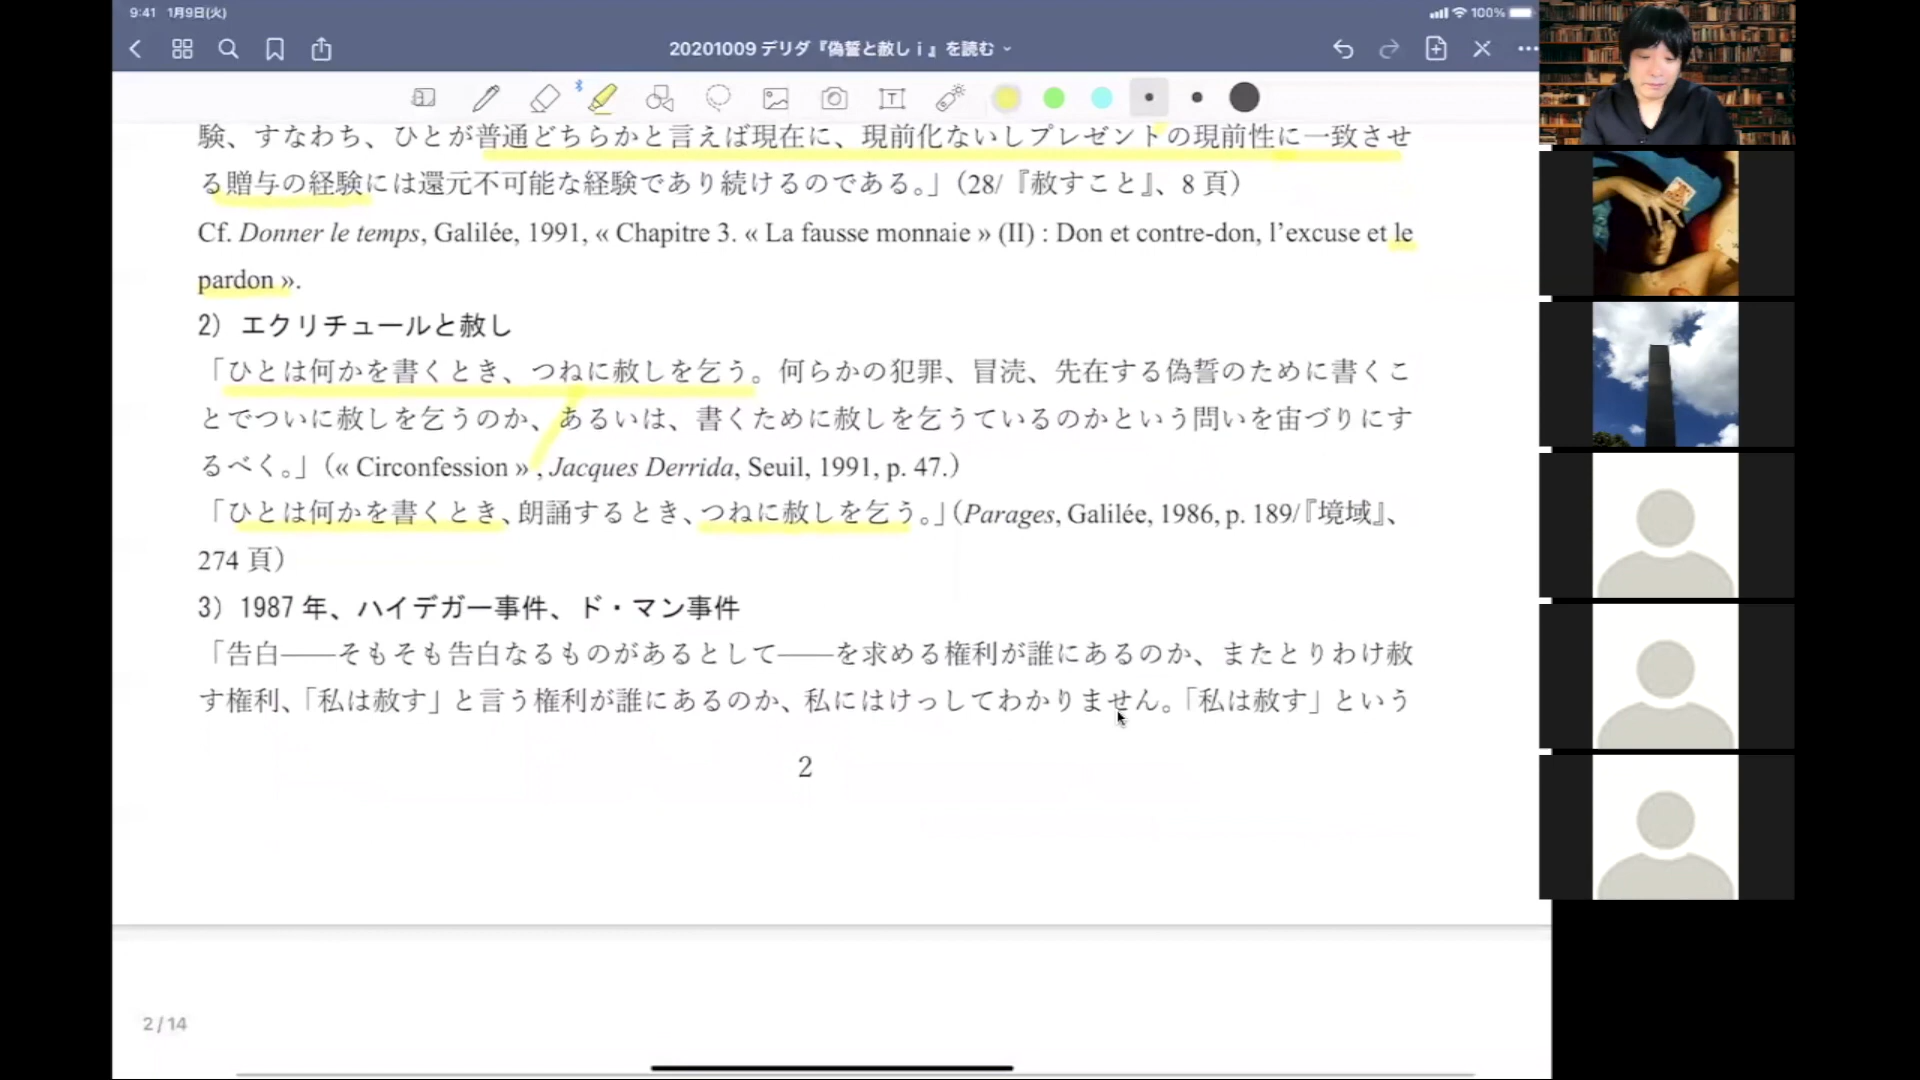 9:41 1月9日(火)
100%
20201009 デリダ『偽誓と赦しⅰ』を読む
験、すなわち、ひとが普通どちらかと言えば現在に、現前化ないしプレゼントの現前性に一致させ
る贈与の経験には還元不可能な経験であり続けるのである。」（28/『赦すこと』、8 頁）
Cf. Donner le temps, Galilée, 1991, « Chapitre 3. « La fausse monnaie » (II) : Don et contre-don, l’excuse et le
pardon ».
2）エクリチュールと赦し
「ひとは何かを書くとき、つねに赦しを乞う。何らかの犯罪、冒涜、先在する偽誓のために書くこ
とでついに赦しを乞うのか、あるいは、書くために赦しを乞うているのかという問いを宙づりにす
るべく。」（« Circonfession » , Jacques Derrida, Seuil, 1991, p. 47.）
「ひとは何かを書くとき、朗誦するとき、つねに赦しを乞う。」（Parages, Galilée, 1986, p. 189/『境域』、
274 頁）
3）1987 年、ハイデガー事件、ド・マン事件
「告白――そもそも告白なるものがあるとして――を求める権利が誰にあるのか、またとりわけ赦
す権利、「私は赦す」と言う権利が誰にあるのか、私にはけっしてわかりません。「私は赦す」という
2
2 / 14